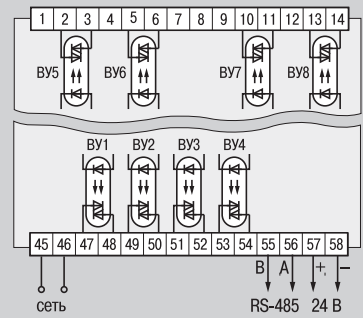 1 2 3 4 5 6 7 8 9 10 11 12 13 14
ВУ5 ВУ6 ВУ7 ВУ8
ВУ1 ВУ2 ВУ3 ВУ4
45 46 47 48 49 50 51 52 53 54 55 56 57 58
B A + −
сеть RS-485 24 В